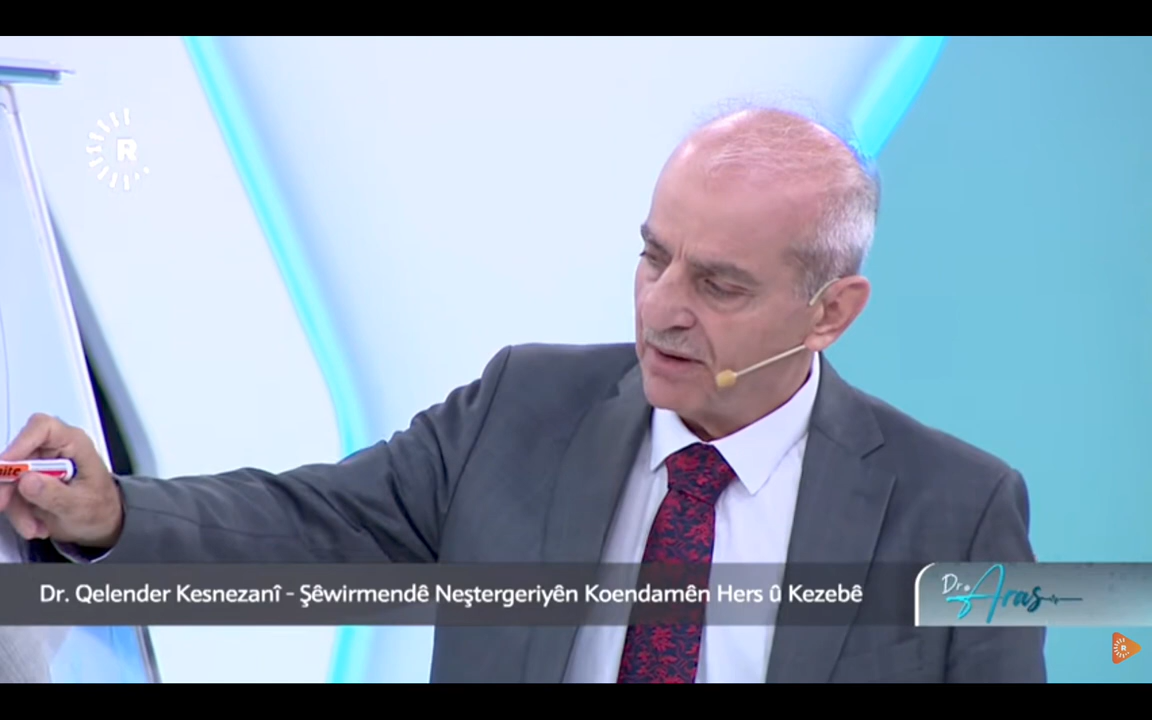 R
Dr. Qelender Kesnezanî - Şêwirmendê Neştergeriyên Koendamên Hers û Kezebê
Dr. Aras
R